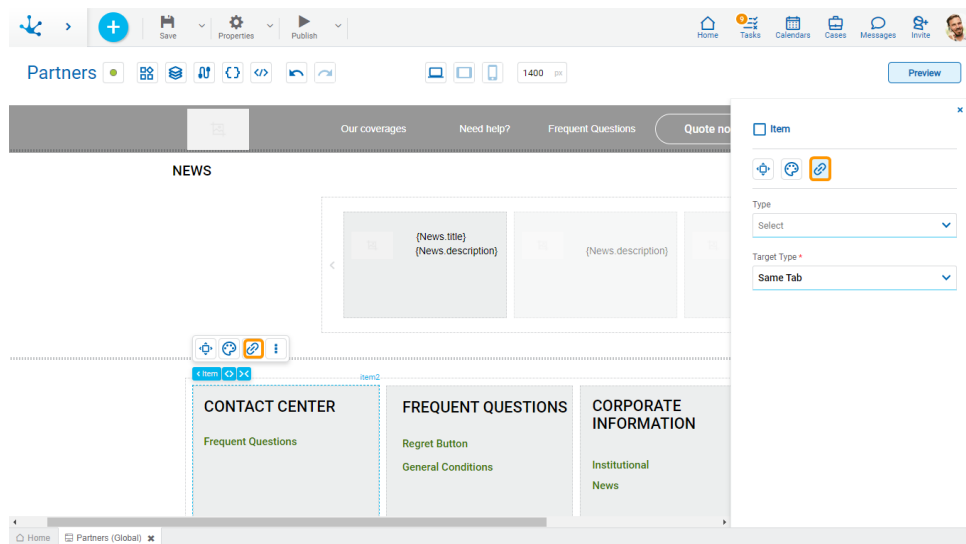 Save
Properties
Publish
Home
9
Tasks
Calendars
Cases
Messages
Invite
Partners
1400 px
Preview
Our coverages
Need help?
Frequent Questions
Quote no
Item
NEWS
Type
Select
{News.title}
{News.description}
{News.description}
Target Type *
Same Tab
Item
item2
CONTACT CENTER
Frequent Questions
FREQUENT QUESTIONS
Regret Button
General Conditions
CORPORATE
INFORMATION
Institutional
News
Home
Partners (Global)